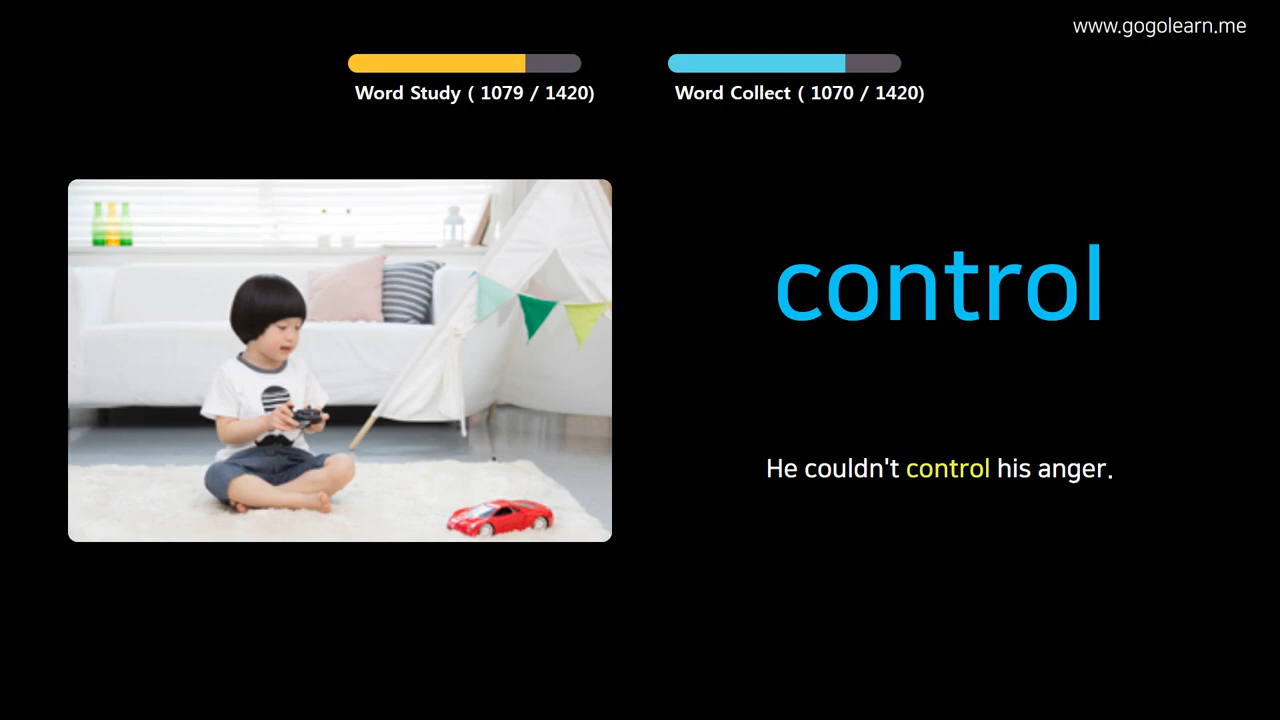 www.gogolearn.me
Word Study ( 1079 / 1420)
Word Collect ( 1070 / 1420)
control
He couldn't control his anger.